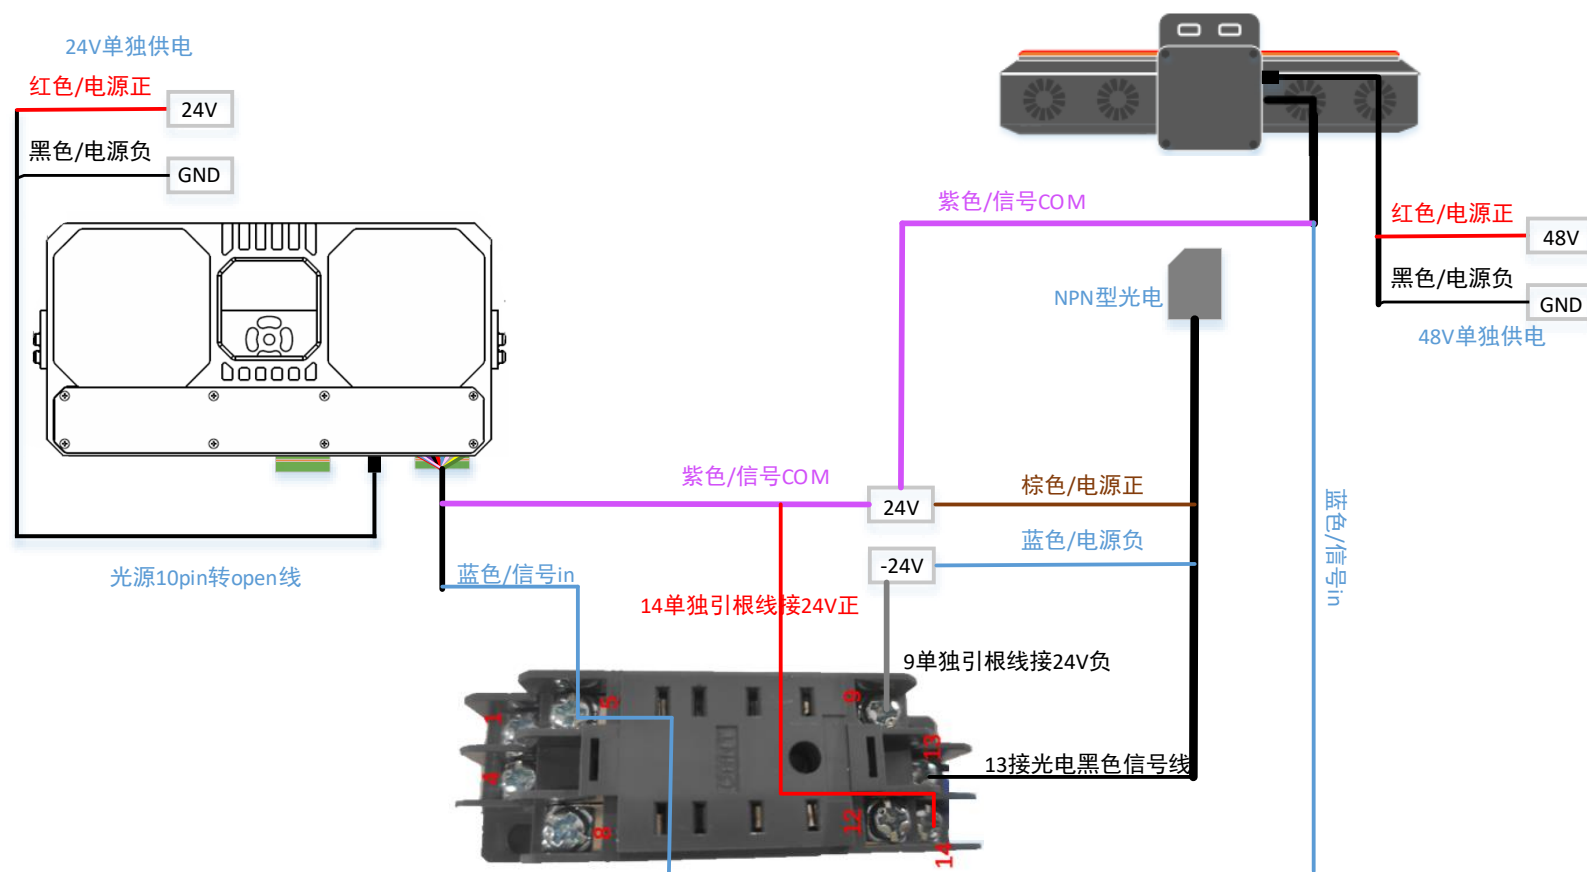 24V单独供电
红色/电源正
24V
黑色/电源负
GND
紫色/信号COM
红色/电源正
48V
黑色/电源负
GND
48V单独供电
NPN型光电
紫色/信号COM
24V
棕色/电源正
蓝色/电源负
-24V
蓝色/信号in
光源10pin转open线
蓝色/信号in
14单独引根线接24V正
9单独引根线接24V负
13接光电黑色信号线
1
5
9
13
4
8
12
14